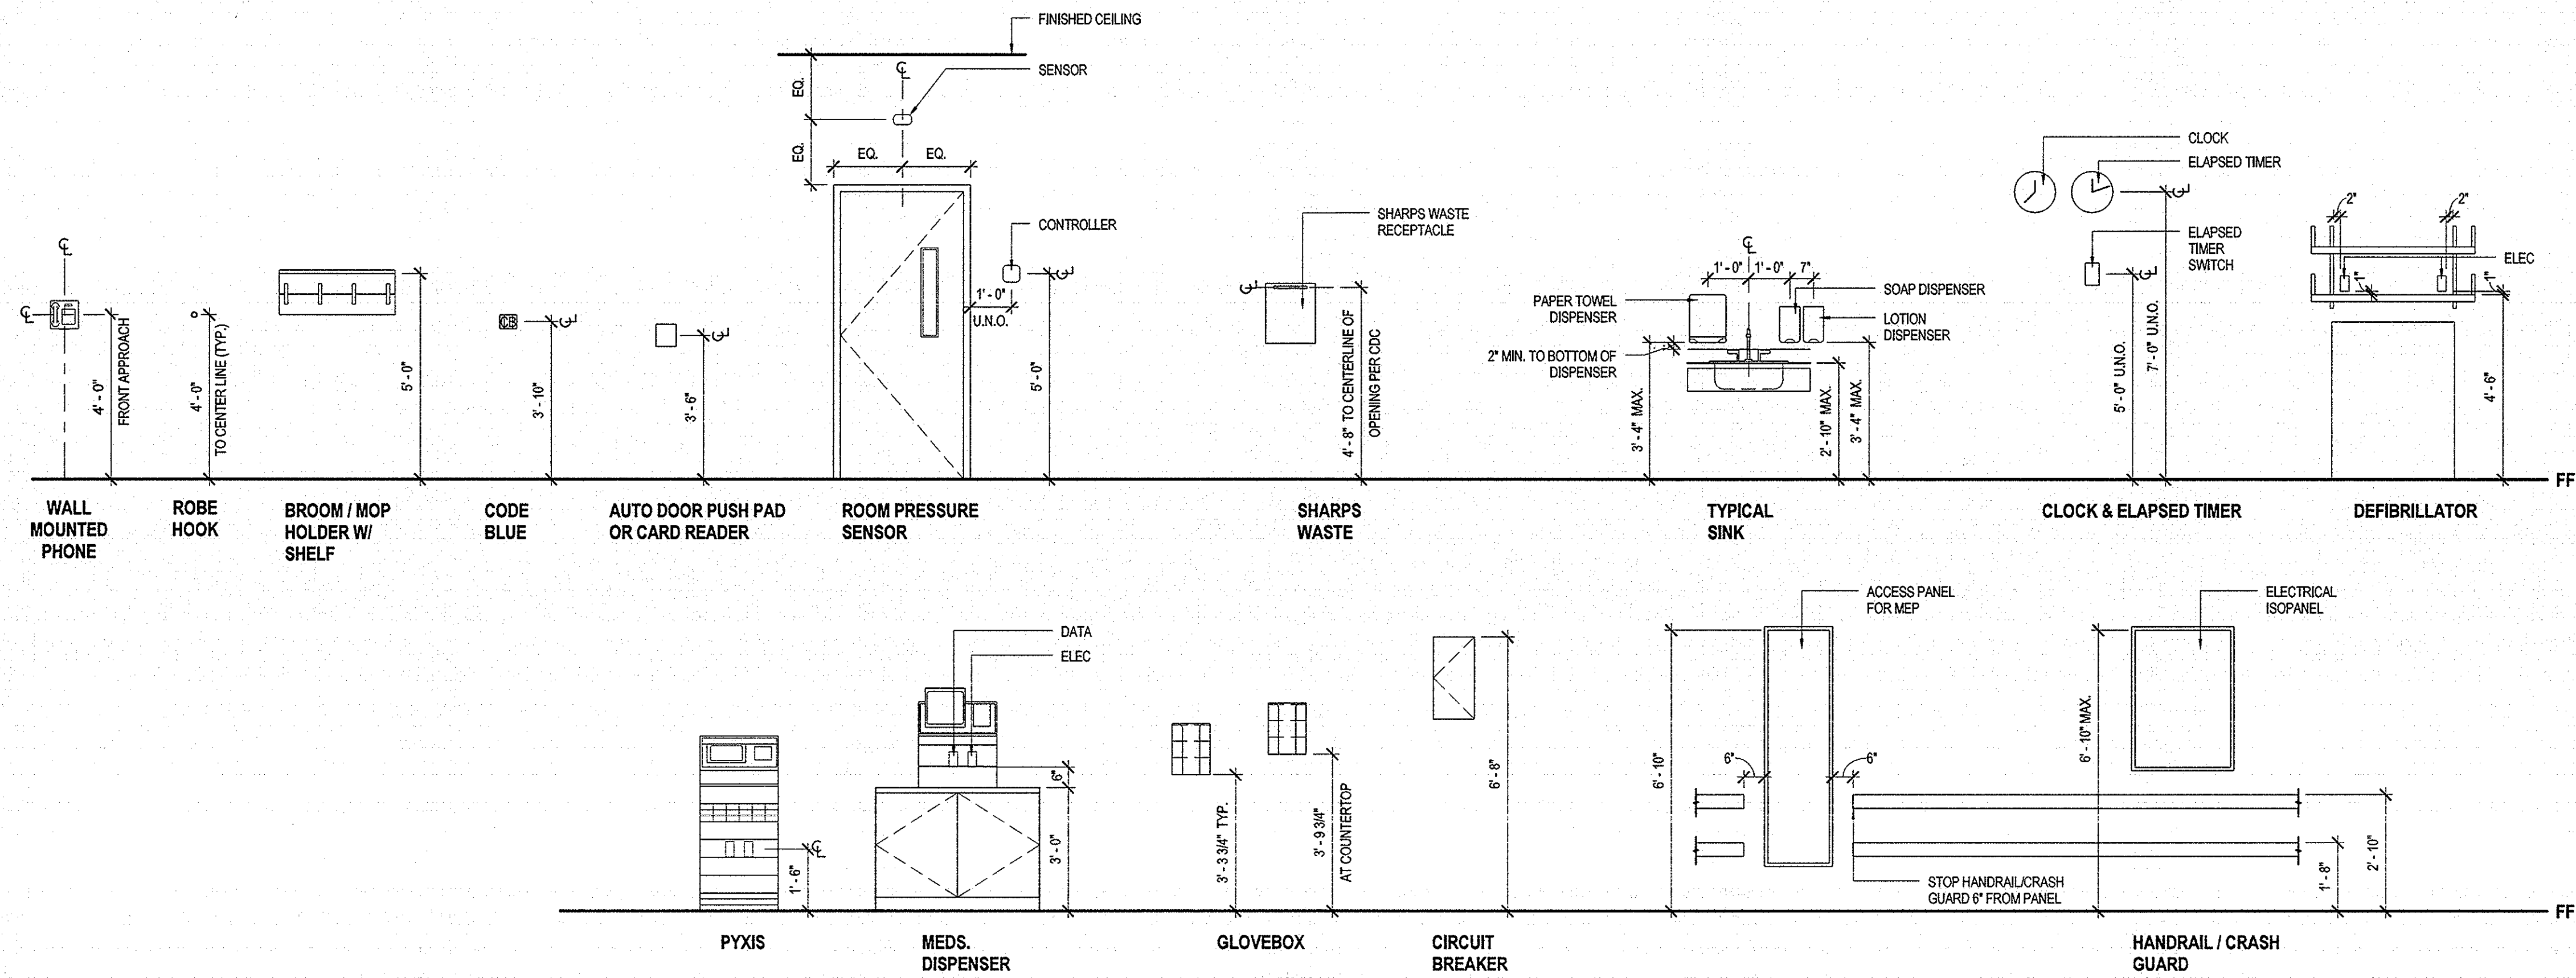 FINISHED CEILING
℄
SENSOR
EQ.
EQ.
EQ.
EQ.
CONTROLLER
1' - 0"
U.N.O.
℄
5' - 0"
℄
℄
4' - 0"
FRONT APPROACH
4' - 0"
TO CENTER LINE (TYP.)
5' - 0"
CB
℄
3' - 10"
℄
3' - 6"
SHARPS WASTE
RECEPTACLE
℄
4' - 8" TO CENTERLINE OF
OPENING PER CDC
℄
1' - 0"
1' - 0"
7"
PAPER TOWEL
DISPENSER
SOAP DISPENSER
LOTION
DISPENSER
2" MIN. TO BOTTOM OF
DISPENSER
3' - 4" MAX.
2' - 10" MAX.
3' - 4" MAX.
CLOCK
ELAPSED TIMER
℄
ELAPSED
TIMER
SWITCH
℄
5' - 0" U.N.O.
7' - 0" U.N.O.
2"
2"
ELEC
1"
1"
4' - 6"
FF
WALL
MOUNTED
PHONE
ROBE
HOOK
BROOM / MOP
HOLDER W/
SHELF
CODE
BLUE
AUTO DOOR PUSH PAD
OR CARD READER
ROOM PRESSURE
SENSOR
SHARPS
WASTE
TYPICAL
SINK
CLOCK & ELAPSED TIMER
DEFIBRILLATOR
℄
1' - 6"
DATA
ELEC
6"
3' - 0"
3' - 3 3/4" TYP.
3' - 9 3/4"
AT COUNTERTOP
6' - 8"
ACCESS PANEL
FOR MEP
6' - 10"
6"
6"
STOP HANDRAIL/CRASH
GUARD 6" FROM PANEL
ELECTRICAL
ISOPANEL
6' - 10" MAX.
1' - 8"
2' - 10"
FF
PYXIS
MEDS.
DISPENSER
GLOVEBOX
CIRCUIT
BREAKER
HANDRAIL / CRASH
GUARD